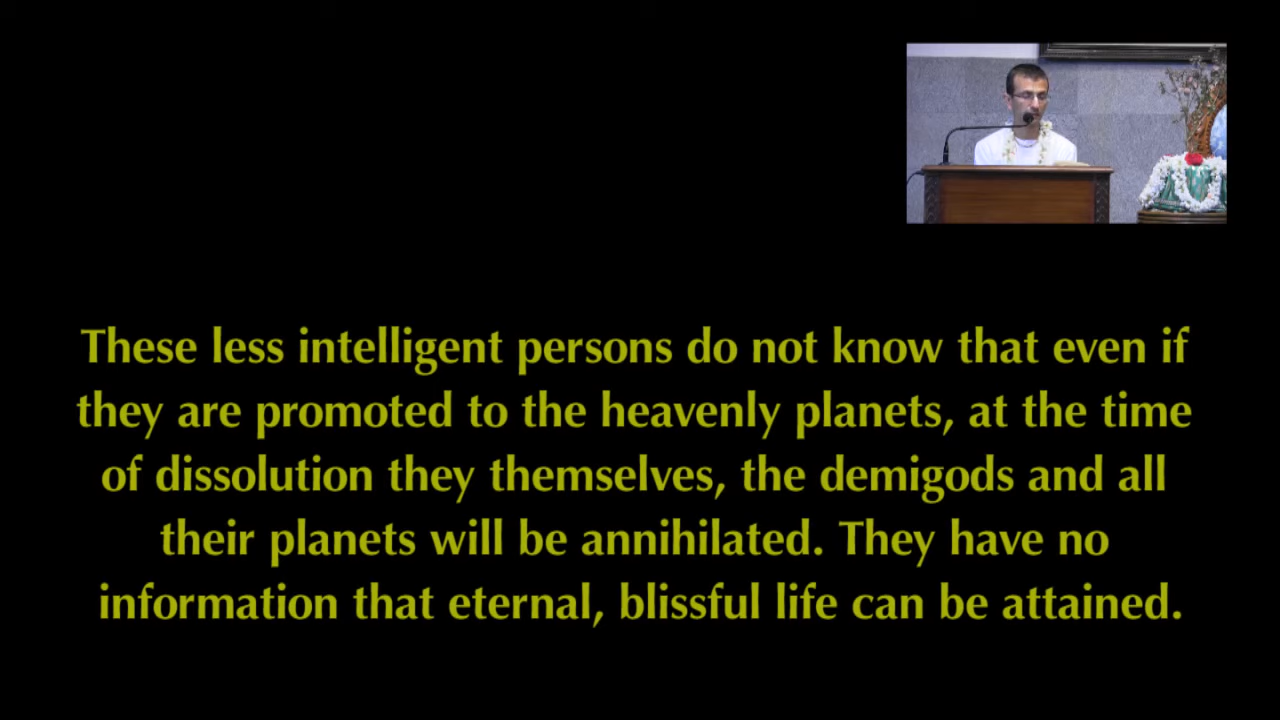 These less intelligent persons do not know that even if
they are promoted to the heavenly planets, at the time
of dissolution they themselves, the demigods and all
their planets will be annihilated. They have no
information that eternal, blissful life can be attained.